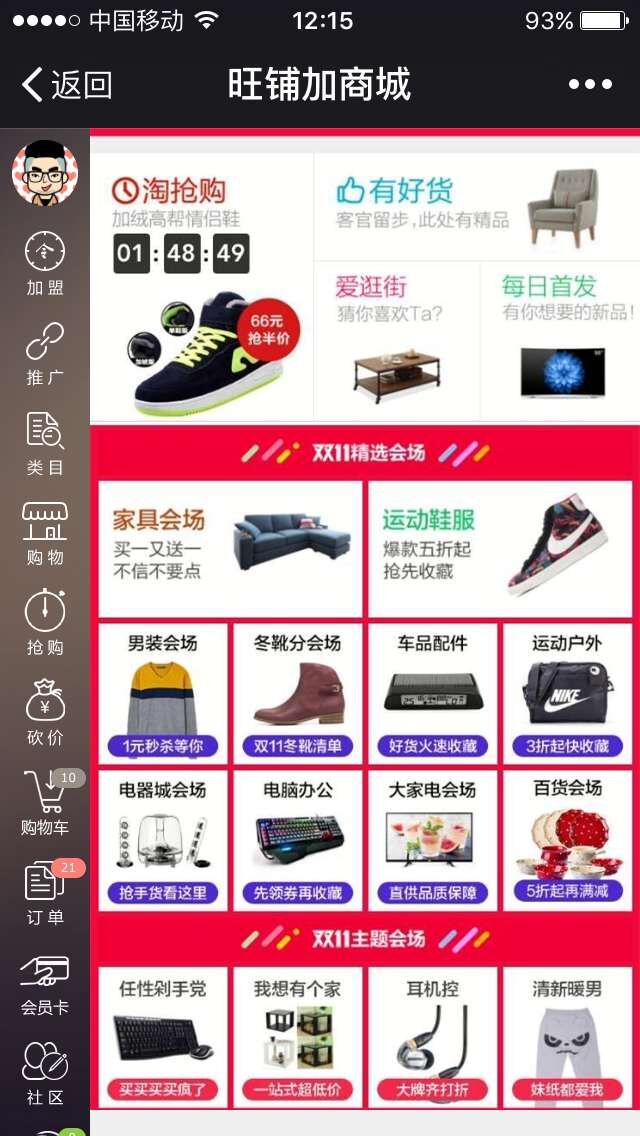 中国移动 12:15 93%
返回 旺铺加商城
加盟
推广
类目
购物
抢购
砍价
10
购物车
21
订单
会员卡
社区
淘抢购
加绒高帮情侣鞋
01:48:49
66元
抢半价
有好货
客官留步,此处有精品
爱逛街
猜你喜欢Ta?
每日首发
有你想要的新品!
双11精选会场
家具会场
买一又送一
不信不要点
运动鞋服
爆款五折起
抢先收藏
男装会场
1元秒杀等你
冬靴分会场
双11冬靴清单
车品配件
好货火速收藏
运动户外
NIKE
3折起快收藏
电器城会场
抢手货看这里
电脑办公
先领券再收藏
大家电会场
直供品质保障
百货会场
5折起再满减
双11主题会场
任性剁手党
买买买买疯了
我想有个家
一站式超低价
耳机控
大牌齐打折
清新暖男
妹纸都爱我